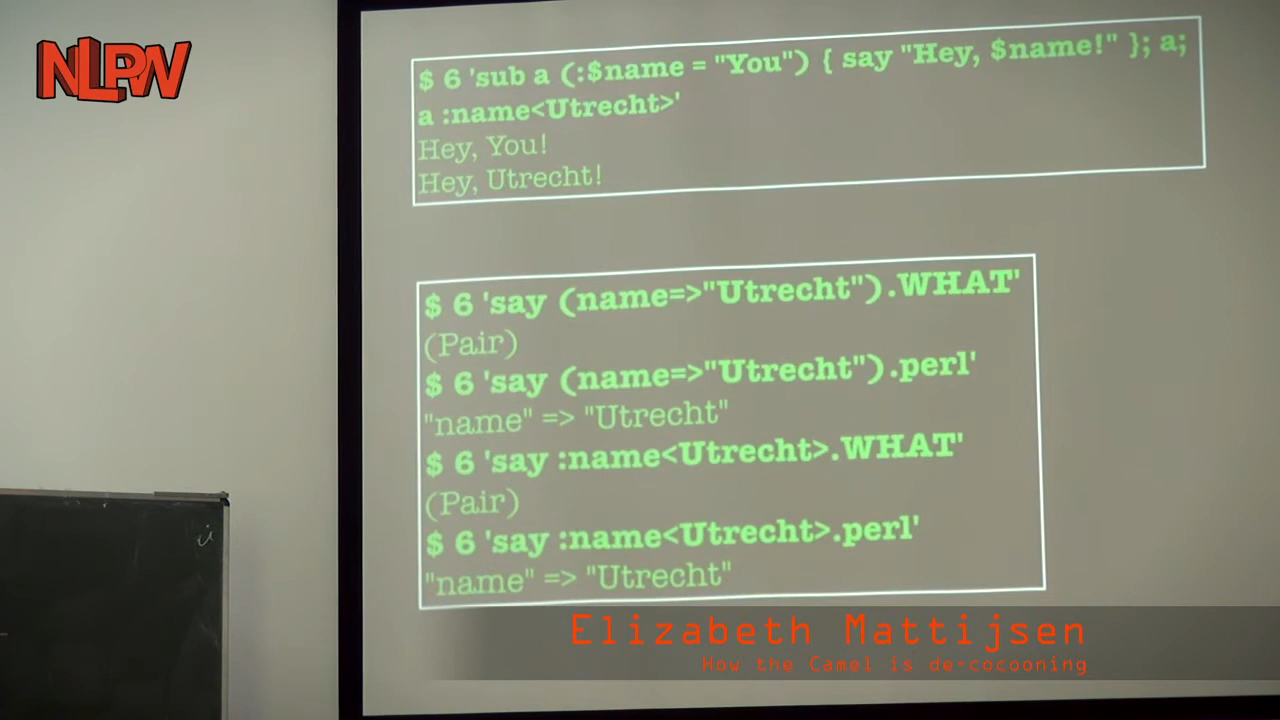 NLPW
$ 6 'sub a (:$name = "You") { say "Hey, $name!" }; a;
a :name<Utrecht>'
Hey, You!
Hey, Utrecht!
$ 6 'say (name=>"Utrecht").WHAT'
(Pair)
$ 6 'say (name=>"Utrecht").perl'
"name" => "Utrecht"
$ 6 'say :name<Utrecht>.WHAT'
(Pair)
$ 6 'say :name<Utrecht>.perl'
"name" => "Utrecht"
Elizabeth Mattijsen
How the Camel is de-cocooning